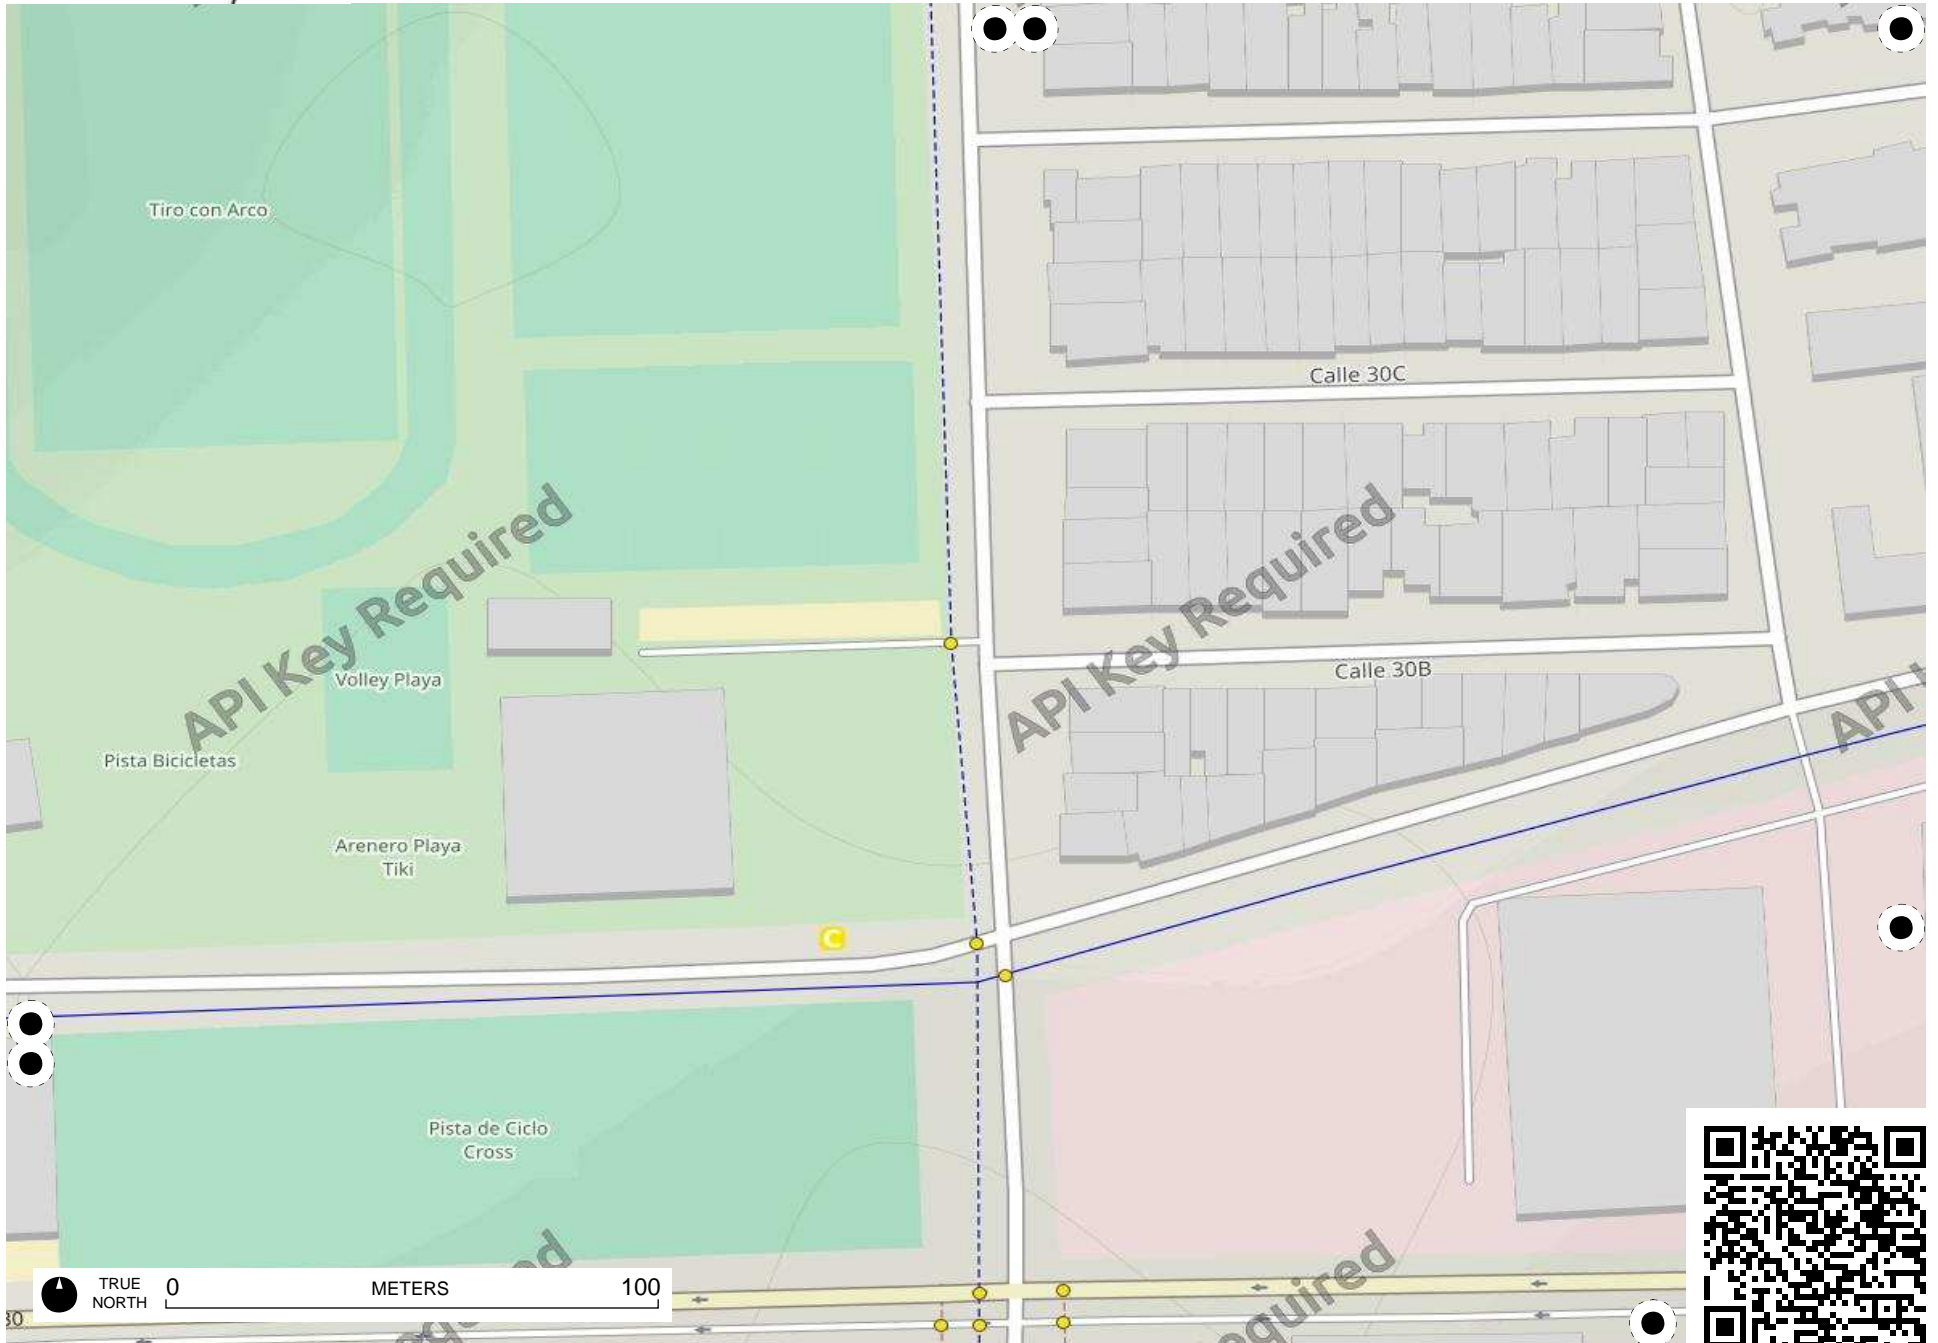 Tiro con Arco
Calle 30C
API Key Required
API Key Required
Calle 30B
Volley Playa
API
Pista Bicicletas
Arenero Playa
Tiki
C
Pista de Ciclo
Cross
TRUE
NORTH
0
METERS
100